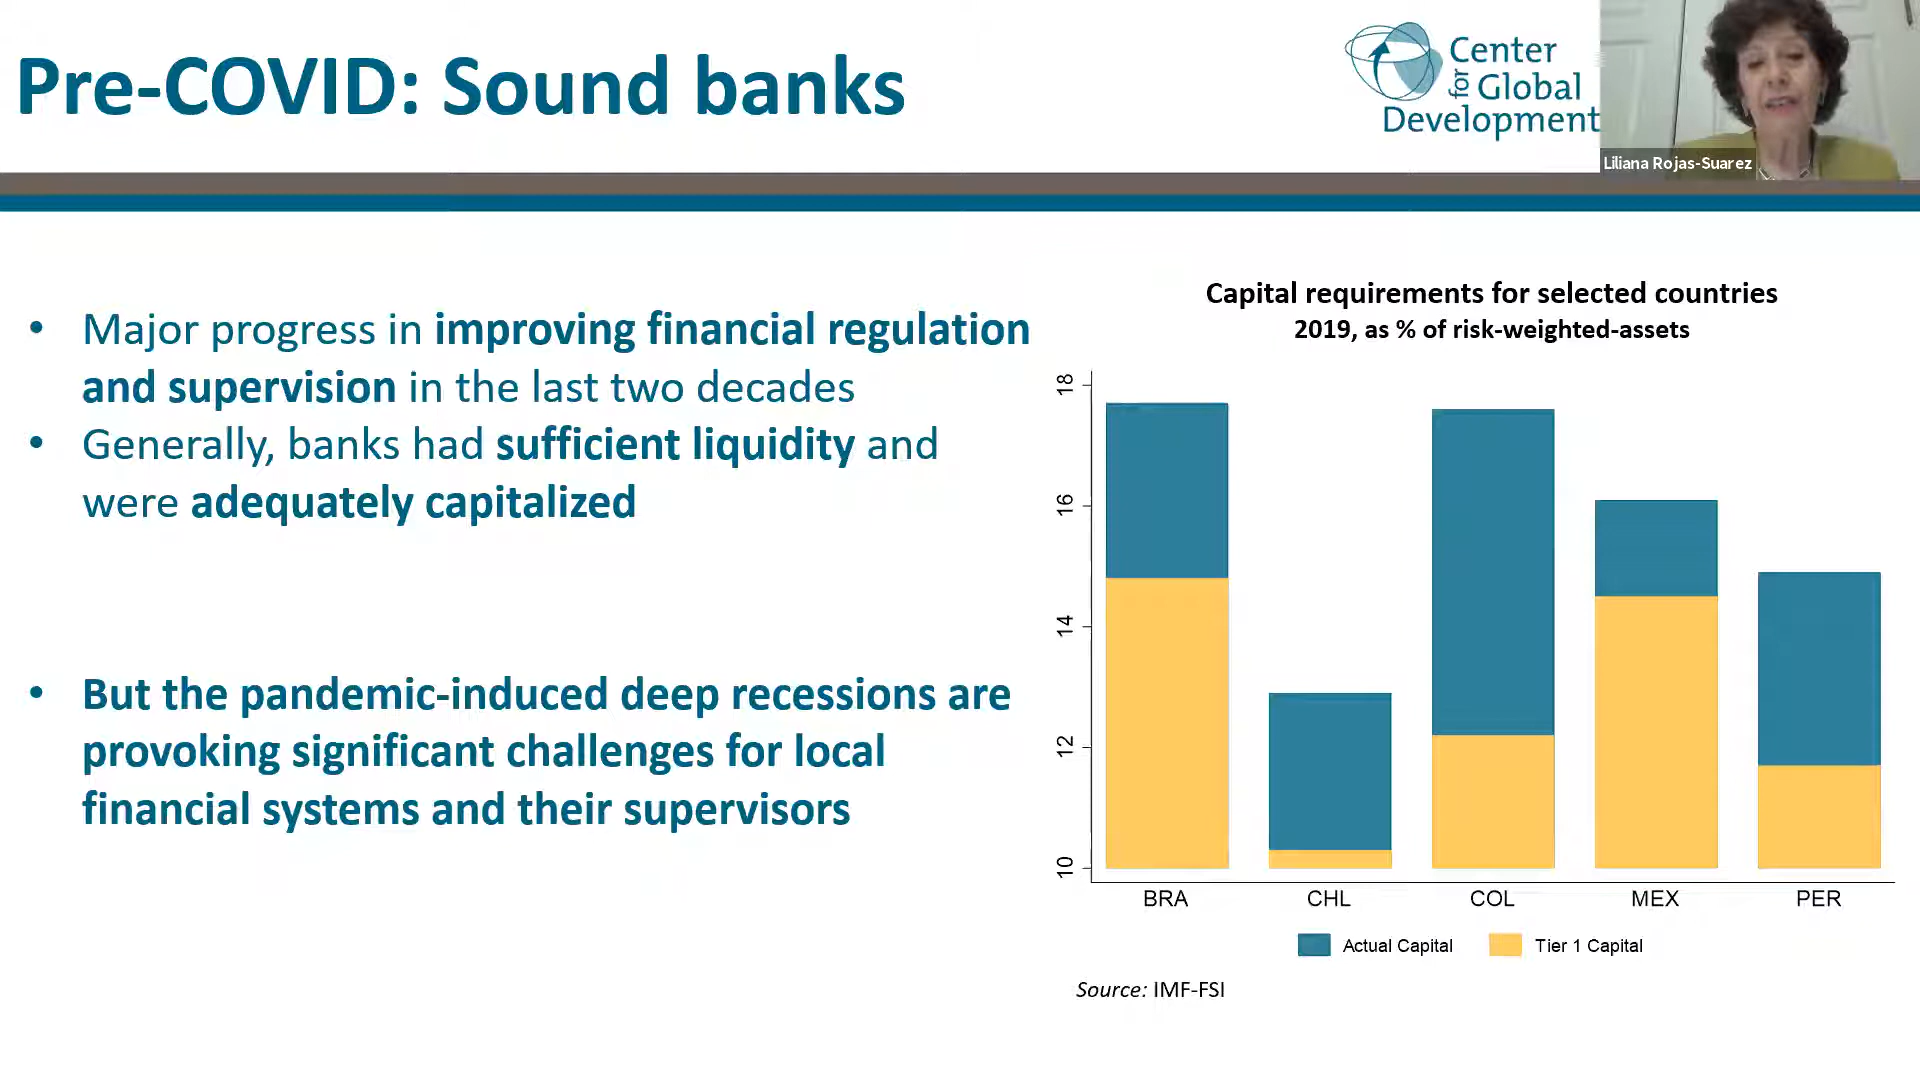 Pre-COVID: Sound banks
Center
for Global
Development
Liliana Rojas-Suarez
• Major progress in improving financial regulation
and supervision in the last two decades
• Generally, banks had sufficient liquidity and
were adequately capitalized
• But the pandemic-induced deep recessions are
provoking significant challenges for local
financial systems and their supervisors
Capital requirements for selected countries
2019, as % of risk-weighted-assets
18
16
14
12
10
BRA CHL COL MEX PER
Actual Capital Tier 1 Capital
Source: IMF-FSI